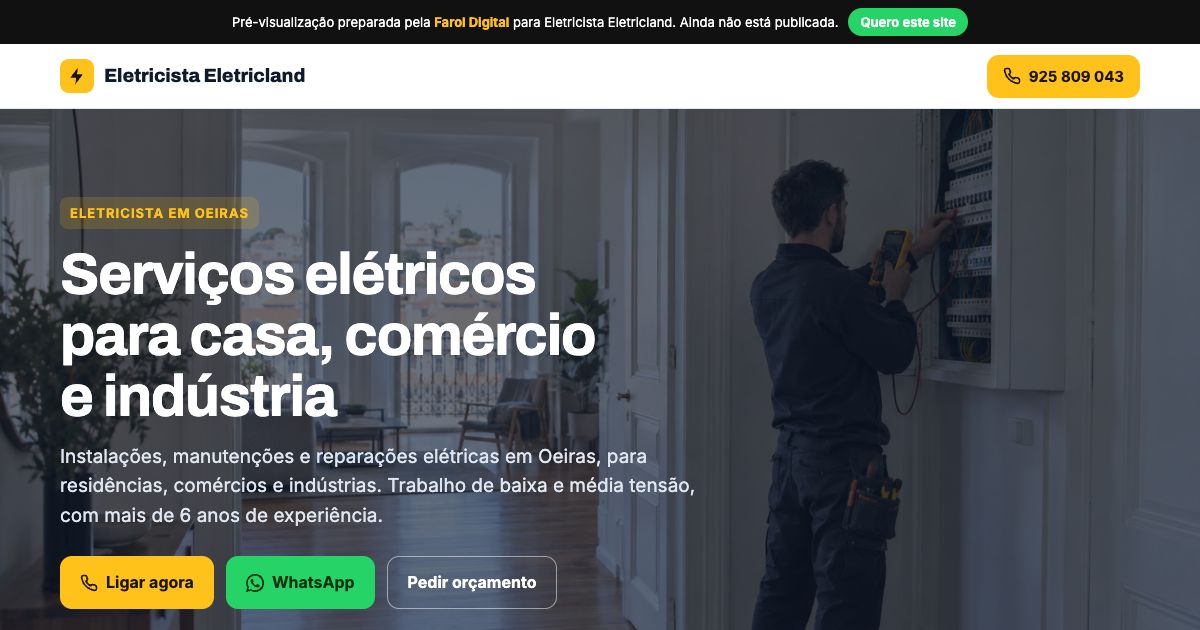 Pré-visualização preparada pela Farol Digital para Eletricista Eletricland. Ainda não está publicada. Quero este site
Eletricista Eletricland
925 809 043
ELETRICISTA EM OEIRAS
Serviços elétricos
para casa, comércio
e indústria
Instalações, manutenções e reparações elétricas em Oeiras, para
residências, comércios e indústrias. Trabalho de baixa e média tensão,
com mais de 6 anos de experiência.
Ligar agora
WhatsApp
Pedir orçamento